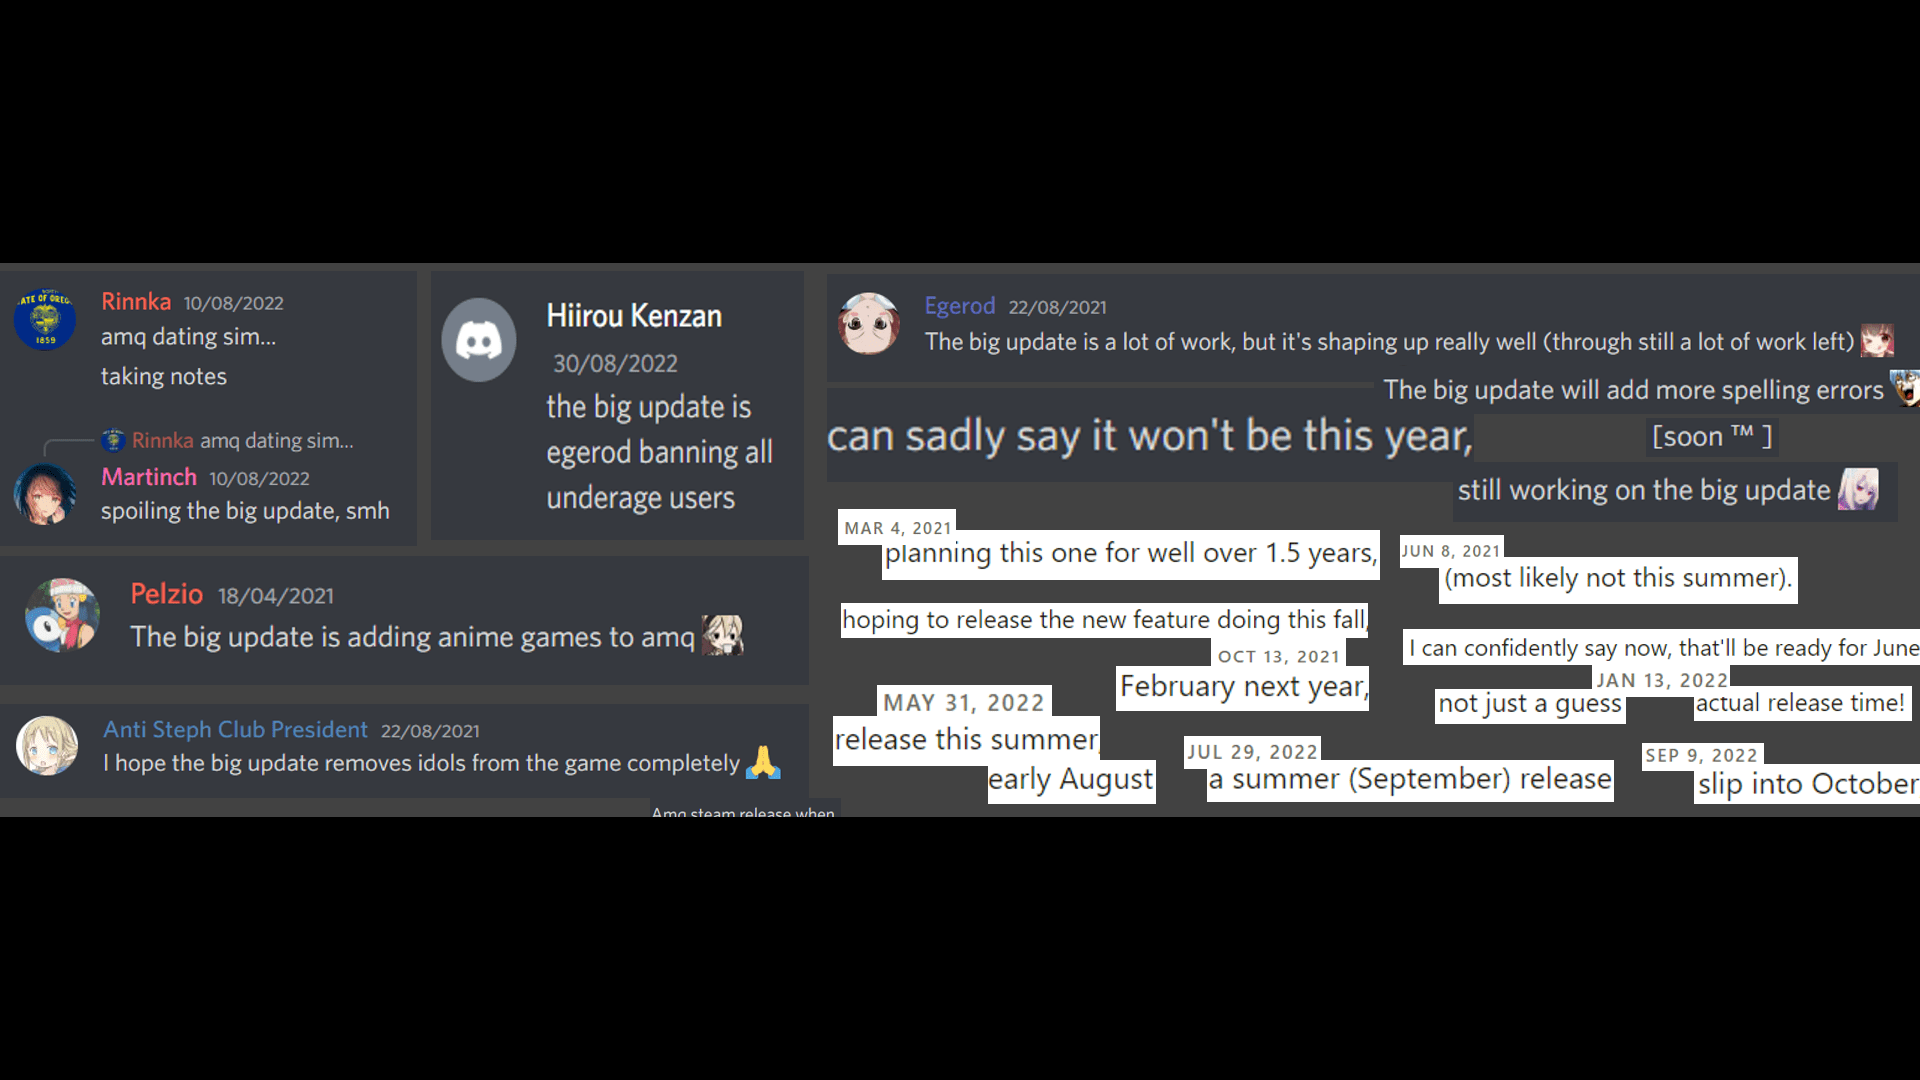 STATE OF OREGON
1859
Rinnka 10/08/2022
amq dating sim...
taking notes
Rinnka amq dating sim...
Martinch 10/08/2022
spoiling the big update, smh
Hiirou Kenzan
30/08/2022
the big update is
egerod banning all
underage users
Pelzio 18/04/2021
The big update is adding anime games to amq
Anti Steph Club President 22/08/2021
I hope the big update removes idols from the game completely
Amq steam release when
Egerod 22/08/2021
The big update is a lot of work, but it's shaping up really well (through still a lot of work left)
The big update will add more spelling errors
can sadly say it won't be this year,
[soon ™ ]
still working on the big update
MAR 4, 2021
planning this one for well over 1.5 years,
JUN 8, 2021
(most likely not this summer).
hoping to release the new feature doing this fall,
OCT 13, 2021
February next year,
I can confidently say now, that'll be ready for June
JAN 13, 2022
not just a guess
actual release time!
MAY 31, 2022
release this summer,
early August
JUL 29, 2022
a summer (September) release
SEP 9, 2022
slip into October